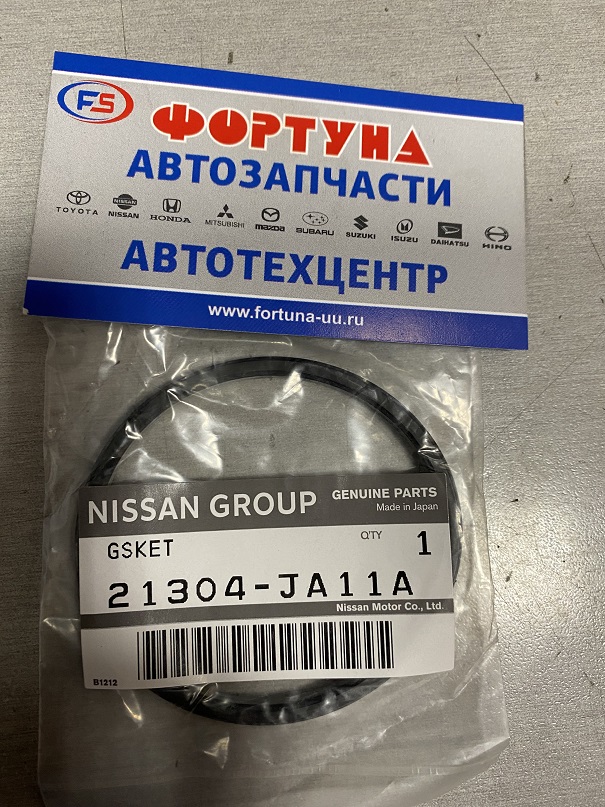 FS
ФОРТУНА
АВТОЗАПЧАСТИ
TOYOTA NISSAN HONDA MITSUBISHI mazda SUBARU SUZUKI ISUZU DAIHATSU HINO
АВТОТЕХЦЕНТР
www.fortuna-uu.ru
NISSAN GROUP GENUINE PARTS
Made in Japan
GSKET Q'TY 1
21304-JA11A
Nissan Motor Co., Ltd.
B1212